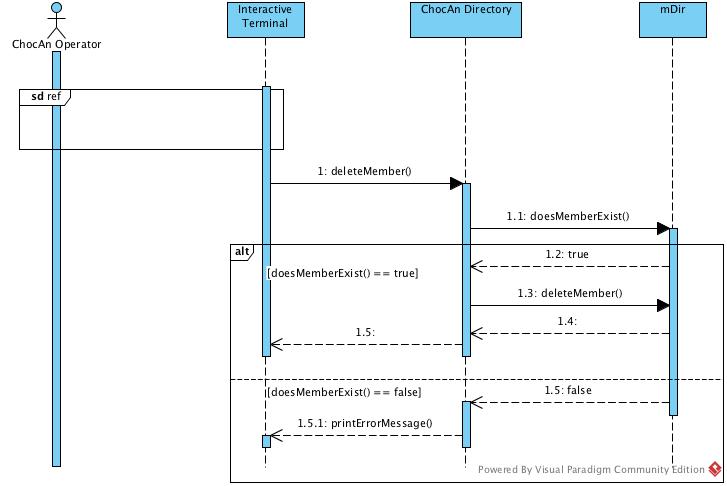 Interactive
Terminal
ChocAn Directory
mDir
ChocAn Operator
sd ref
1: deleteMember()
1.1: doesMemberExist()
alt
1.2: true
[doesMemberExist() == true]
1.3: deleteMember()
1.4:
1.5:
[doesMemberExist() == false]
1.5: false
1.5.1: printErrorMessage()
Powered By Visual Paradigm Community Edition